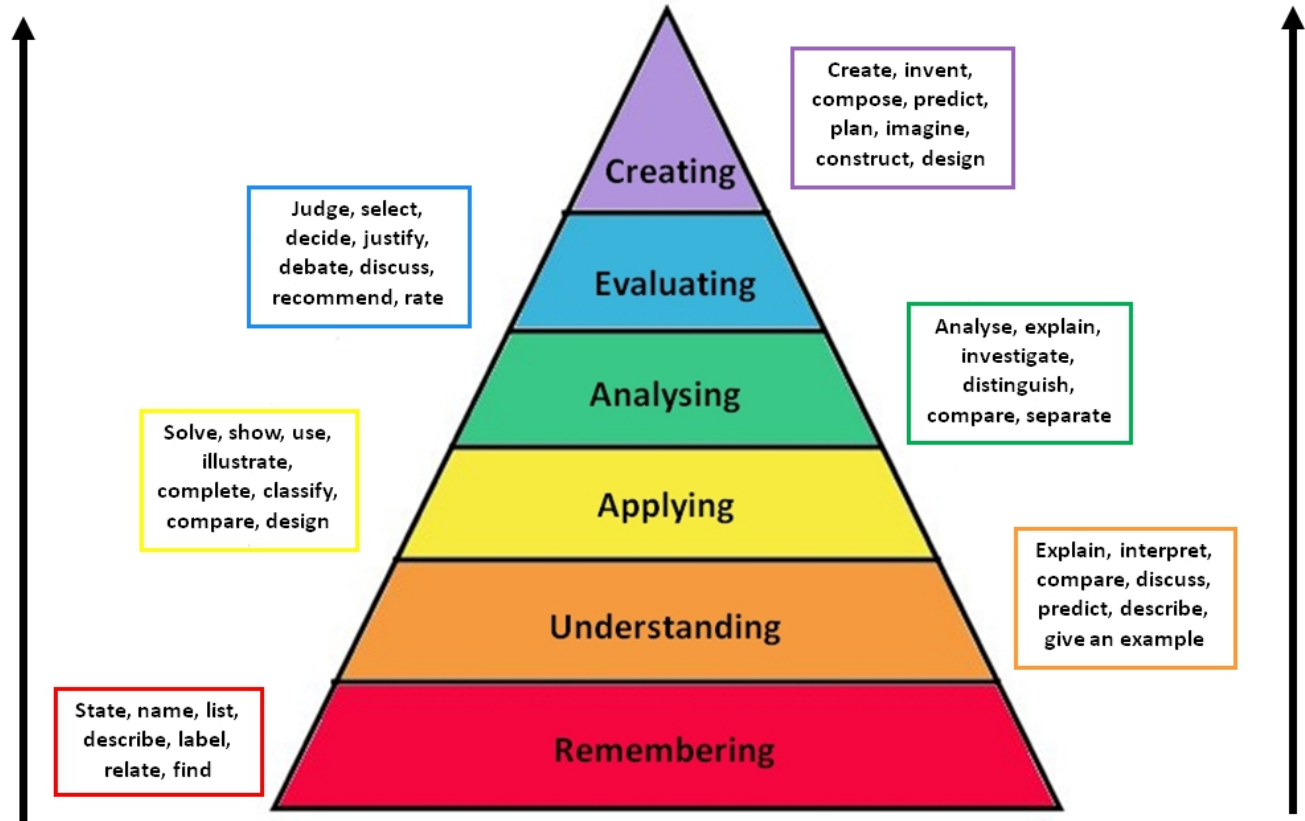 Create, invent,
compose, predict,
plan, imagine,
construct, design
Creating
Judge, select,
decide, justify,
debate, discuss,
recommend, rate
Evaluating
Analyse, explain,
investigate,
distinguish,
compare, separate
Analysing
Solve, show, use,
illustrate,
complete, classify,
compare, design
Applying
Explain, interpret,
compare, discuss,
predict, describe,
give an example
Understanding
State, name, list,
describe, label,
relate, find
Remembering